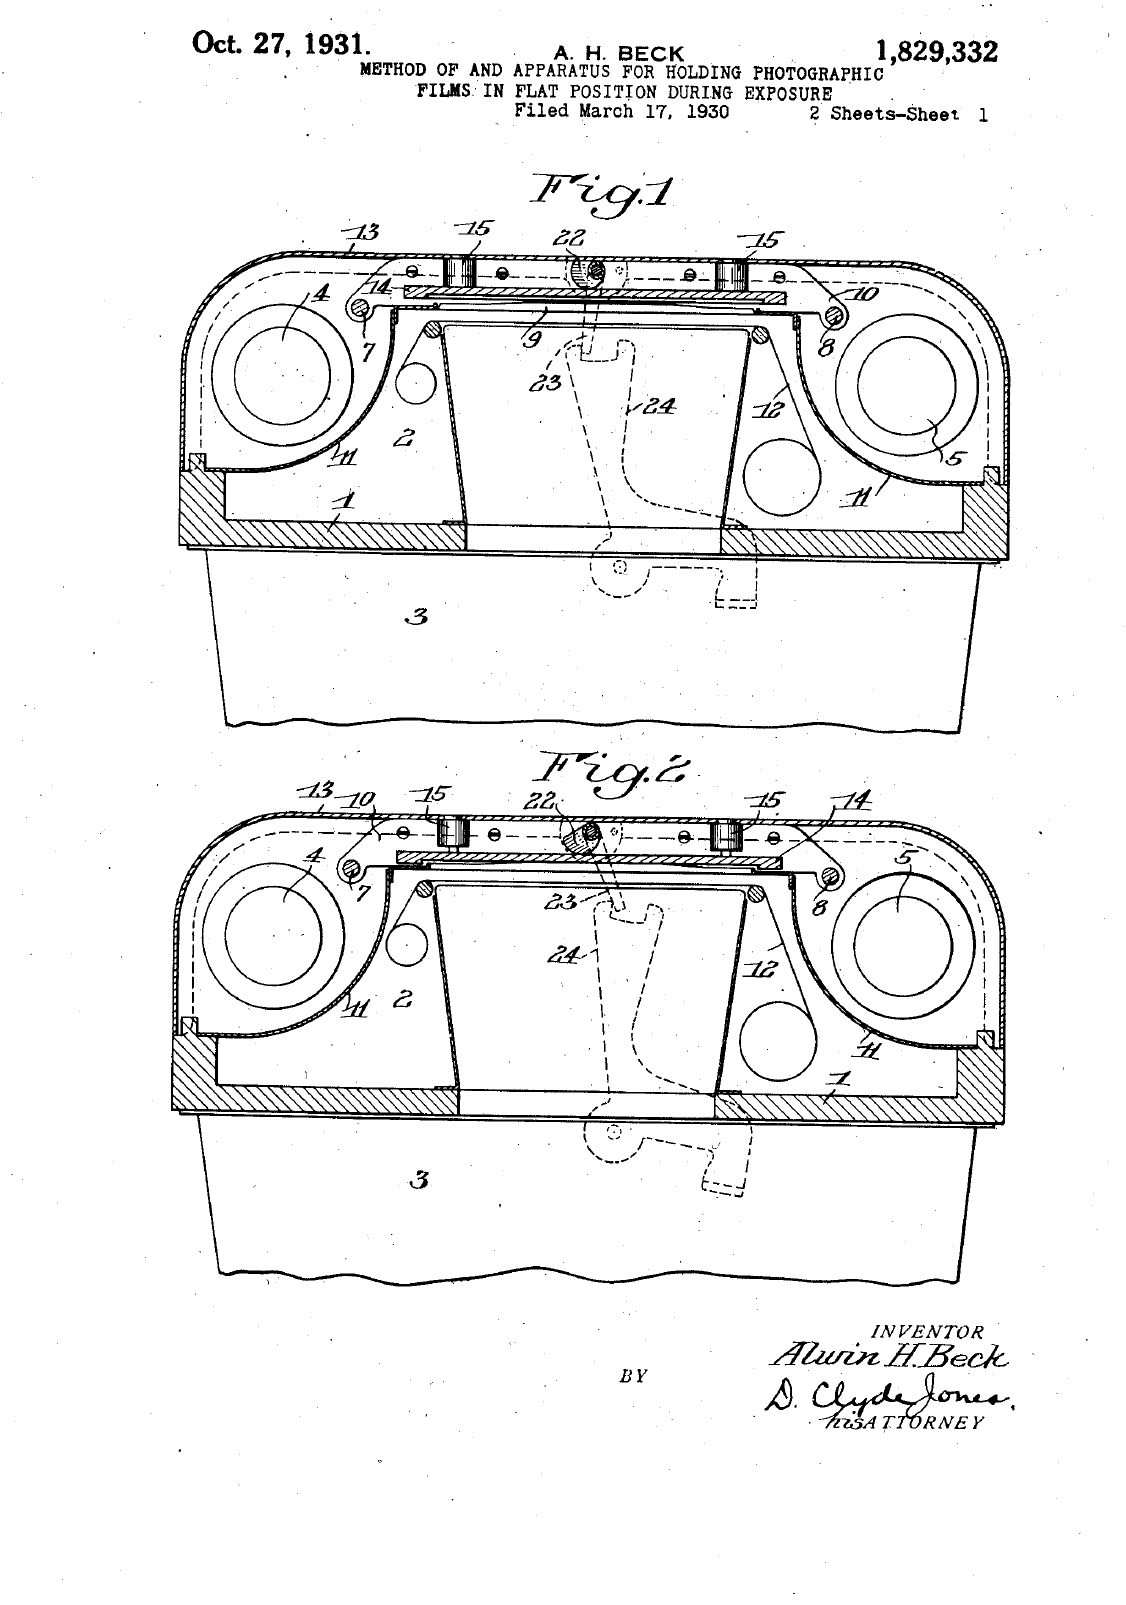 Oct. 27, 1931. A. H. BECK 1,829,332
METHOD OF AND APPARATUS FOR HOLDING PHOTOGRAPHIC
FILMS IN FLAT POSITION DURING EXPOSURE
Filed March 17, 1930 2 Sheets-Sheet 1
Fig.1
13 15 22 15
4 14 10
7 9 8
23 24 12
2 11 5
11
1
3
Fig.2
13 10 15 22 15 14
4 5
7 23 8
24 12
11 2 11
1
3
INVENTOR
Alwin H. Beck
BY
D. Clyde Jones.
his ATTORNEY